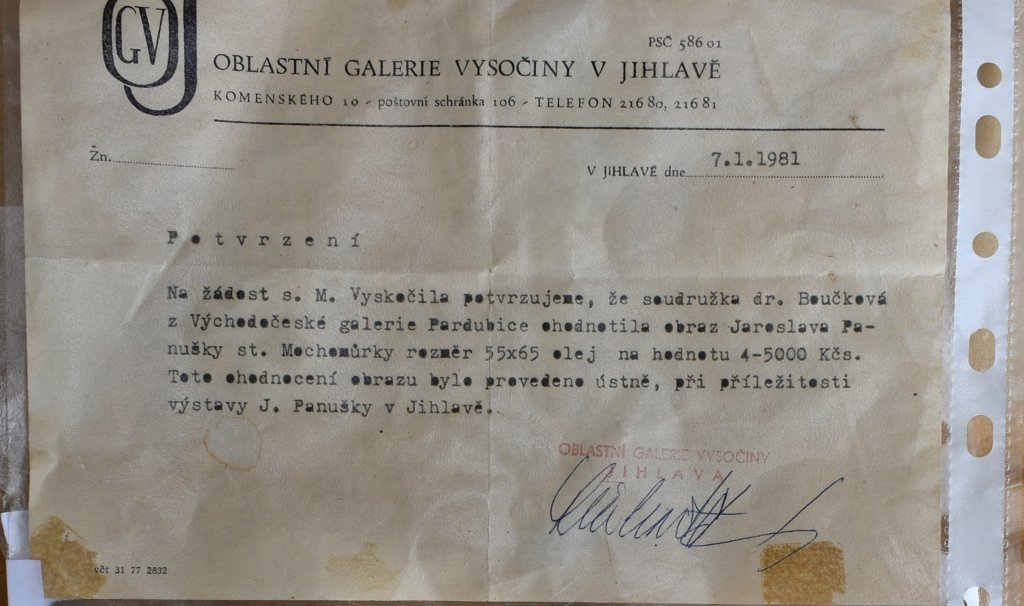 GV
PSČ 586 01
OBLASTNÍ GALERIE VYSOČINY V JIHLAVĚ
KOMENSKÉHO 10 - poštovní schránka 106 - TELEFON 216 80, 216 81
Zn.
V JIHLAVĚ dne 7.1.1981
Potvrzení
Na žádost s. M. Vyskočila potvrzujeme, že soudružka dr. Boučková
z Východočeské galerie Pardubice ohodnotila obraz Jaroslava Pa-
nušky st. Mochomůrky rozměr 55x65 olej na hodnotu 4-5000 Kčs.
Toto ohodnocení obrazu bylo provedeno ústně, při příležitosti
výstavy J. Panušky v Jihlavě.
OBLASTNÍ GALERIE VYSOČINY
JIHLAVA
včt 31 77 2832